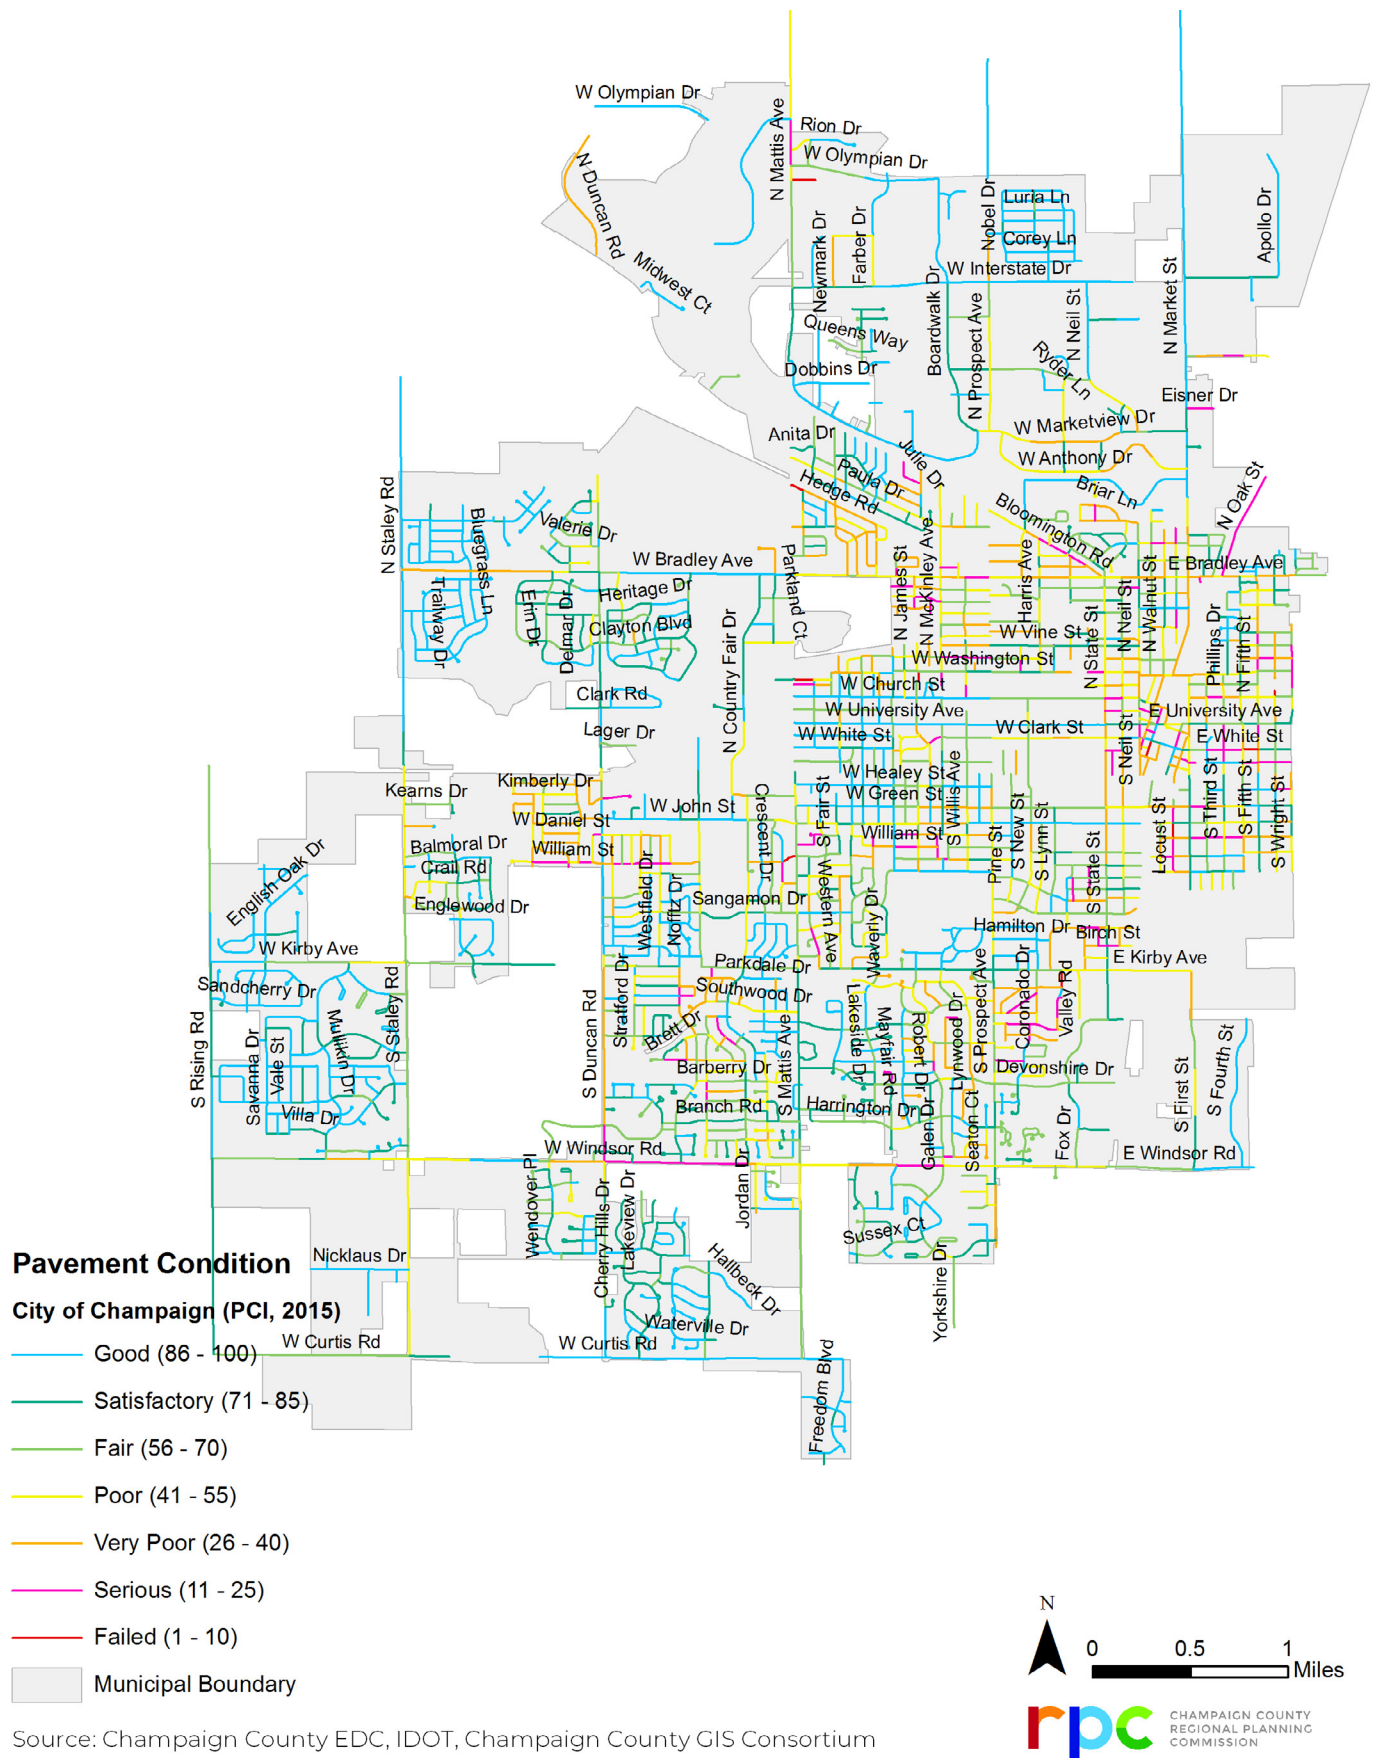 W Olympian Dr
N Mattis Ave
Rion Dr
W Olympian Dr
N Duncan Rd
Midwest Ct
Newmark Dr
Farber Dr
Nobel Dr
Luria Ln
Corey Ln
W Interstate Dr
Apollo Dr
Boardwalk Dr
N Prospect Ave
N Neil St
N Market St
Queens Way
Ryder Ln
Dobbins Dr
Eisner Dr
W Marketview Dr
Anita Dr
W Anthony Dr
Julie Dr
Paula Dr
Hedge Rd
Briar Ln
N Oak St
Bloomington Rd
N Staley Rd
Bluegrass Ln
Valerie Dr
W Bradley Ave
E Bradley Ave
Parkland Ct
N James St
N McKinley Ave
Harris Ave
Trailway Dr
Erin Dr
Delmar Dr
Heritage Dr
Clayton Blvd
N Country Fair Dr
W Vine St
N State St
N Neil St
N Walnut St
Phillips Dr
N Fifth St
W Washington St
Clark Rd
W Church St
W University Ave
E University Ave
Lager Dr
W White St
W Clark St
S Neil St
E White St
Kearns Dr
Kimberly Dr
W Healey St
W Green St
S Willis Ave
W John St
Crescent Dr
S Fair St
W Daniel St
William St
William St
Pine St
S New St
S Lynn St
S State St
Locust St
S Third St
S Fifth St
S Wright St
Balmoral Dr
Crail Rd
Englewood Dr
English Oak Dr
Westfield Dr
Nofftz Dr
Sangamon Dr
Western Ave
Waverly Dr
Hamilton Dr
Birch St
W Kirby Ave
E Kirby Ave
Parkdale Dr
Sandcherry Dr
S Staley Rd
Stratford Dr
Southwood Dr
S Rising Rd
Savanna Dr
Vale St
Mullikin Dr
S Duncan Rd
Brett Dr
S Mattis Ave
Lakeside Dr
Mayfair Rd
Robert Dr
Lynwood Dr
S Prospect Ave
Coronado Dr
Valley Rd
Barberry Dr
Devonshire Dr
Villa Dr
Branch Rd
Harrington Dr
Galen Dr
Seaton Ct
Fox Dr
S First St
S Fourth St
W Windsor Rd
E Windsor Rd
Wendover Pl
Cherry Hills Dr
Lakeview Dr
Jordan Dr
Sussex Ct
Nicklaus Dr
Hallbeck Dr
Yorkshire Dr
Waterville Dr
W Curtis Rd
W Curtis Rd
Freedom Blvd
Pavement Condition
City of Champaign (PCI, 2015)
Good (86 - 100)
Satisfactory (71 - 85)
Fair (56 - 70)
Poor (41 - 55)
Very Poor (26 - 40)
Serious (11 - 25)
Failed (1 - 10)
Municipal Boundary
N
0 0.5 1
Miles
Source: Champaign County EDC, IDOT, Champaign County GIS Consortium
rpc
CHAMPAIGN COUNTY
REGIONAL PLANNING
COMMISSION